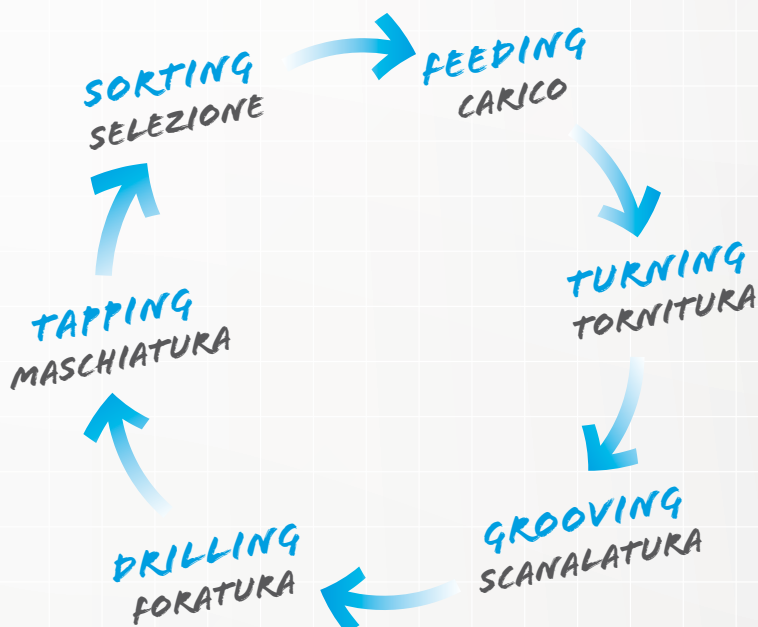 SORTING
SELEZIONE
FEEDING
CARICO
TURNING
TORNITURA
GROOVING
SCANALATURA
DRILLING
FORATURA
TAPPING
MASCHIATURA